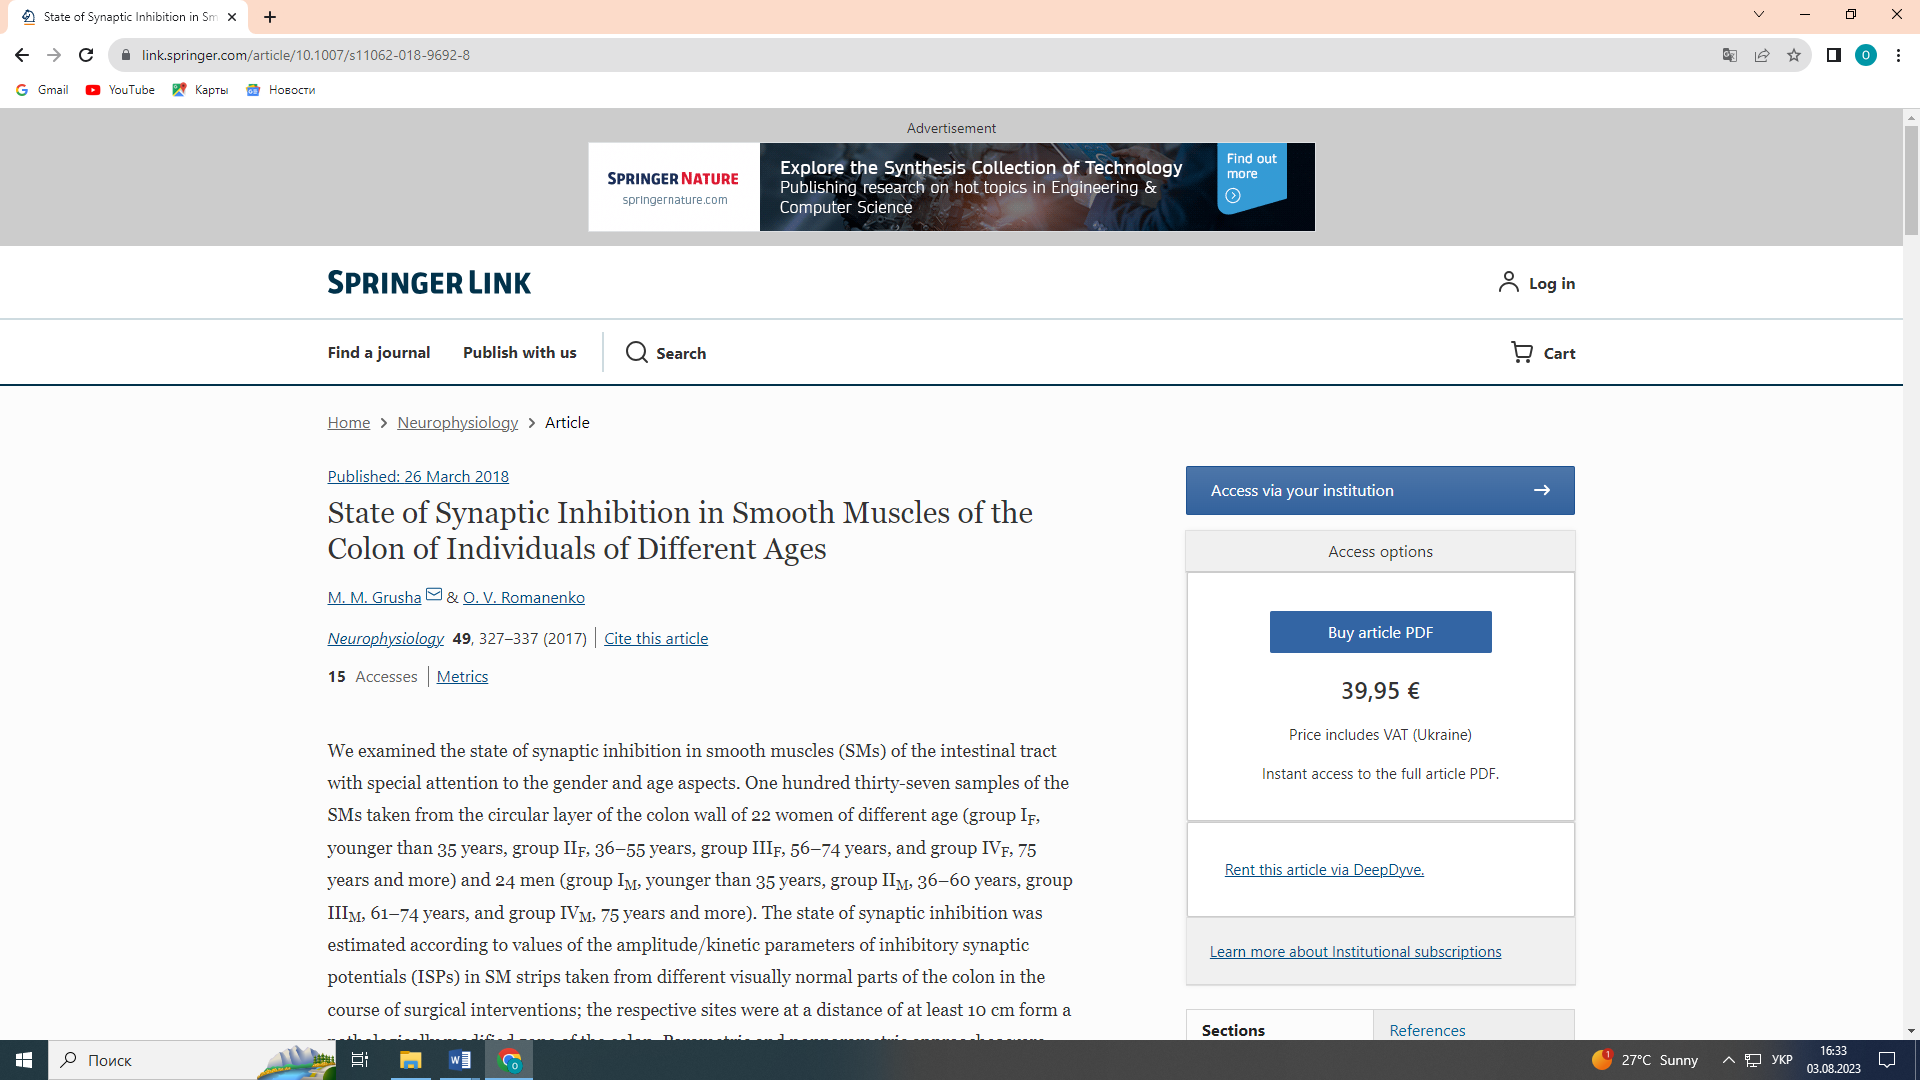 State of Synaptic Inhibition in Sm
link.springer.com/article/10.1007/s11062-018-9692-8
O
Gmail YouTube Карты Новости
Advertisement
SPRINGER NATURE
springernature.com
Explore the Synthesis Collection of Technology
Publishing research on hot topics in Engineering &
Computer Science
Find out
more
SPRINGER LINK
Log in
Find a journal Publish with us Search
Cart
Home > Neurophysiology > Article
Published: 26 March 2018
State of Synaptic Inhibition in Smooth Muscles of the
Colon of Individuals of Different Ages
M. M. Grusha & O. V. Romanenko
Neurophysiology 49, 327–337 (2017) Cite this article
15 Accesses Metrics
We examined the state of synaptic inhibition in smooth muscles (SMs) of the intestinal tract
with special attention to the gender and age aspects. One hundred thirty-seven samples of the
SMs taken from the circular layer of the colon wall of 22 women of different age (group IF,
younger than 35 years, group IIF, 36–55 years, group IIIF, 56–74 years, and group IVF, 75
years and more) and 24 men (group IM, younger than 35 years, group IIM, 36–60 years, group
IIIM, 61–74 years, and group IVM, 75 years and more). The state of synaptic inhibition was
estimated according to values of the amplitude/kinetic parameters of inhibitory synaptic
potentials (ISPs) in SM strips taken from different visually normal parts of the colon in the
course of surgical interventions; the respective sites were at a distance of at least 10 cm form a
pathologically modified zone of the colon. Parametric and nonparametric approaches were
Access via your institution
Access options
Buy article PDF
39,95 €
Price includes VAT (Ukraine)
Instant access to the full article PDF.
Rent this article via DeepDyve.
Learn more about Institutional subscriptions
Sections References
Поиск
1
27°C Sunny
УКР
16:33
03.08.2023